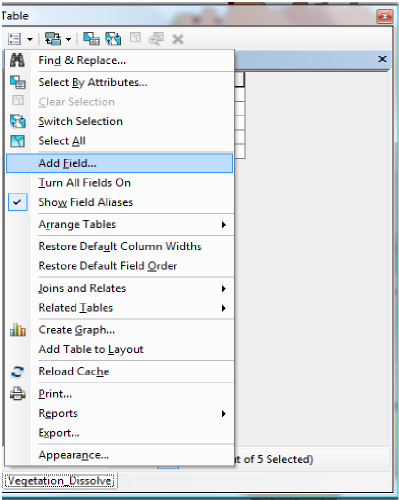 Table
Find & Replace...
Select By Attributes...
Clear Selection
Switch Selection
Select All
Add Field...
Turn All Fields On
Show Field Aliases
Arrange Tables
Restore Default Column Widths
Restore Default Field Order
Joins and Relates
Related Tables
Create Graph...
Add Table to Layout
Reload Cache
Print...
Reports
Export...
Appearance...
ut of 5 Selected)
Vegetation_Dissolve